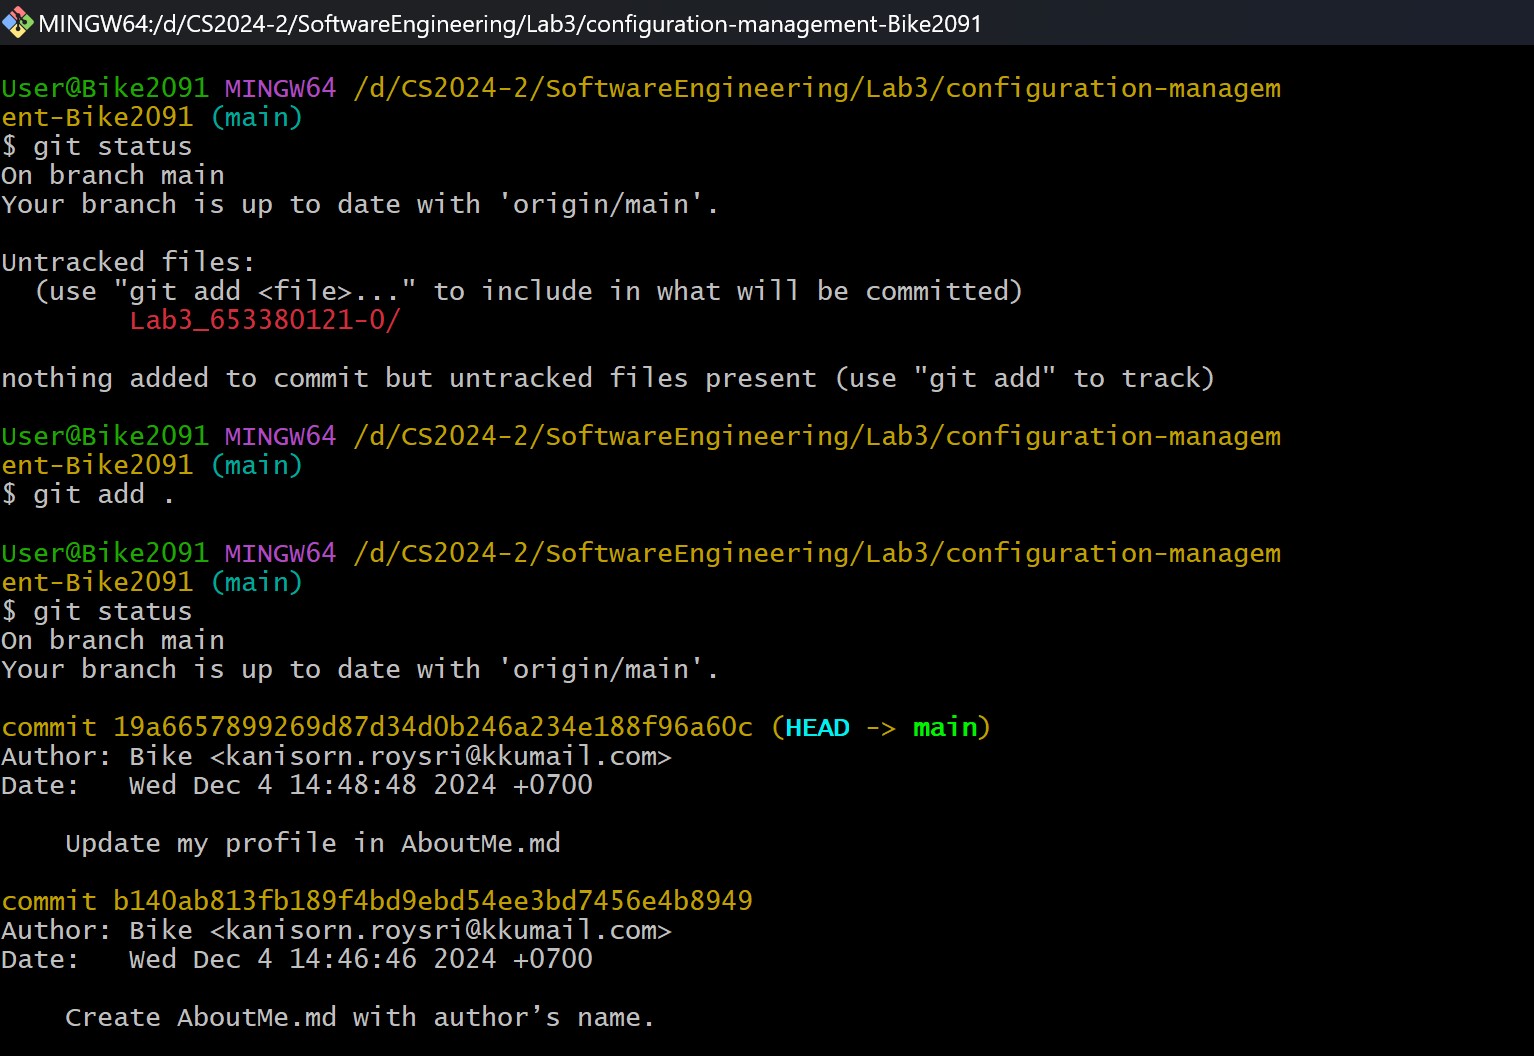 MINGW64:/d/CS2024-2/SoftwareEngineering/Lab3/configuration-management-Bike2091
User@Bike2091 MINGW64 /d/CS2024-2/SoftwareEngineering/Lab3/configuration-managem
ent-Bike2091 (main)
$ git status
On branch main
Your branch is up to date with 'origin/main'.
Untracked files:
  (use "git add <file>..." to include in what will be committed)
        Lab3_653380121-0/
nothing added to commit but untracked files present (use "git add" to track)
User@Bike2091 MINGW64 /d/CS2024-2/SoftwareEngineering/Lab3/configuration-managem
ent-Bike2091 (main)
$ git add .
User@Bike2091 MINGW64 /d/CS2024-2/SoftwareEngineering/Lab3/configuration-managem
ent-Bike2091 (main)
$ git status
On branch main
Your branch is up to date with 'origin/main'.
commit 19a6657899269d87d34d0b246a234e188f96a60c (HEAD -> main)
Author: Bike <kanisorn.roysri@kkumail.com>
Date:   Wed Dec 4 14:48:48 2024 +0700
    Update my profile in AboutMe.md
commit b140ab813fb189f4bd9ebd54ee3bd7456e4b8949
Author: Bike <kanisorn.roysri@kkumail.com>
Date:   Wed Dec 4 14:46:46 2024 +0700
    Create AboutMe.md with author’s name.